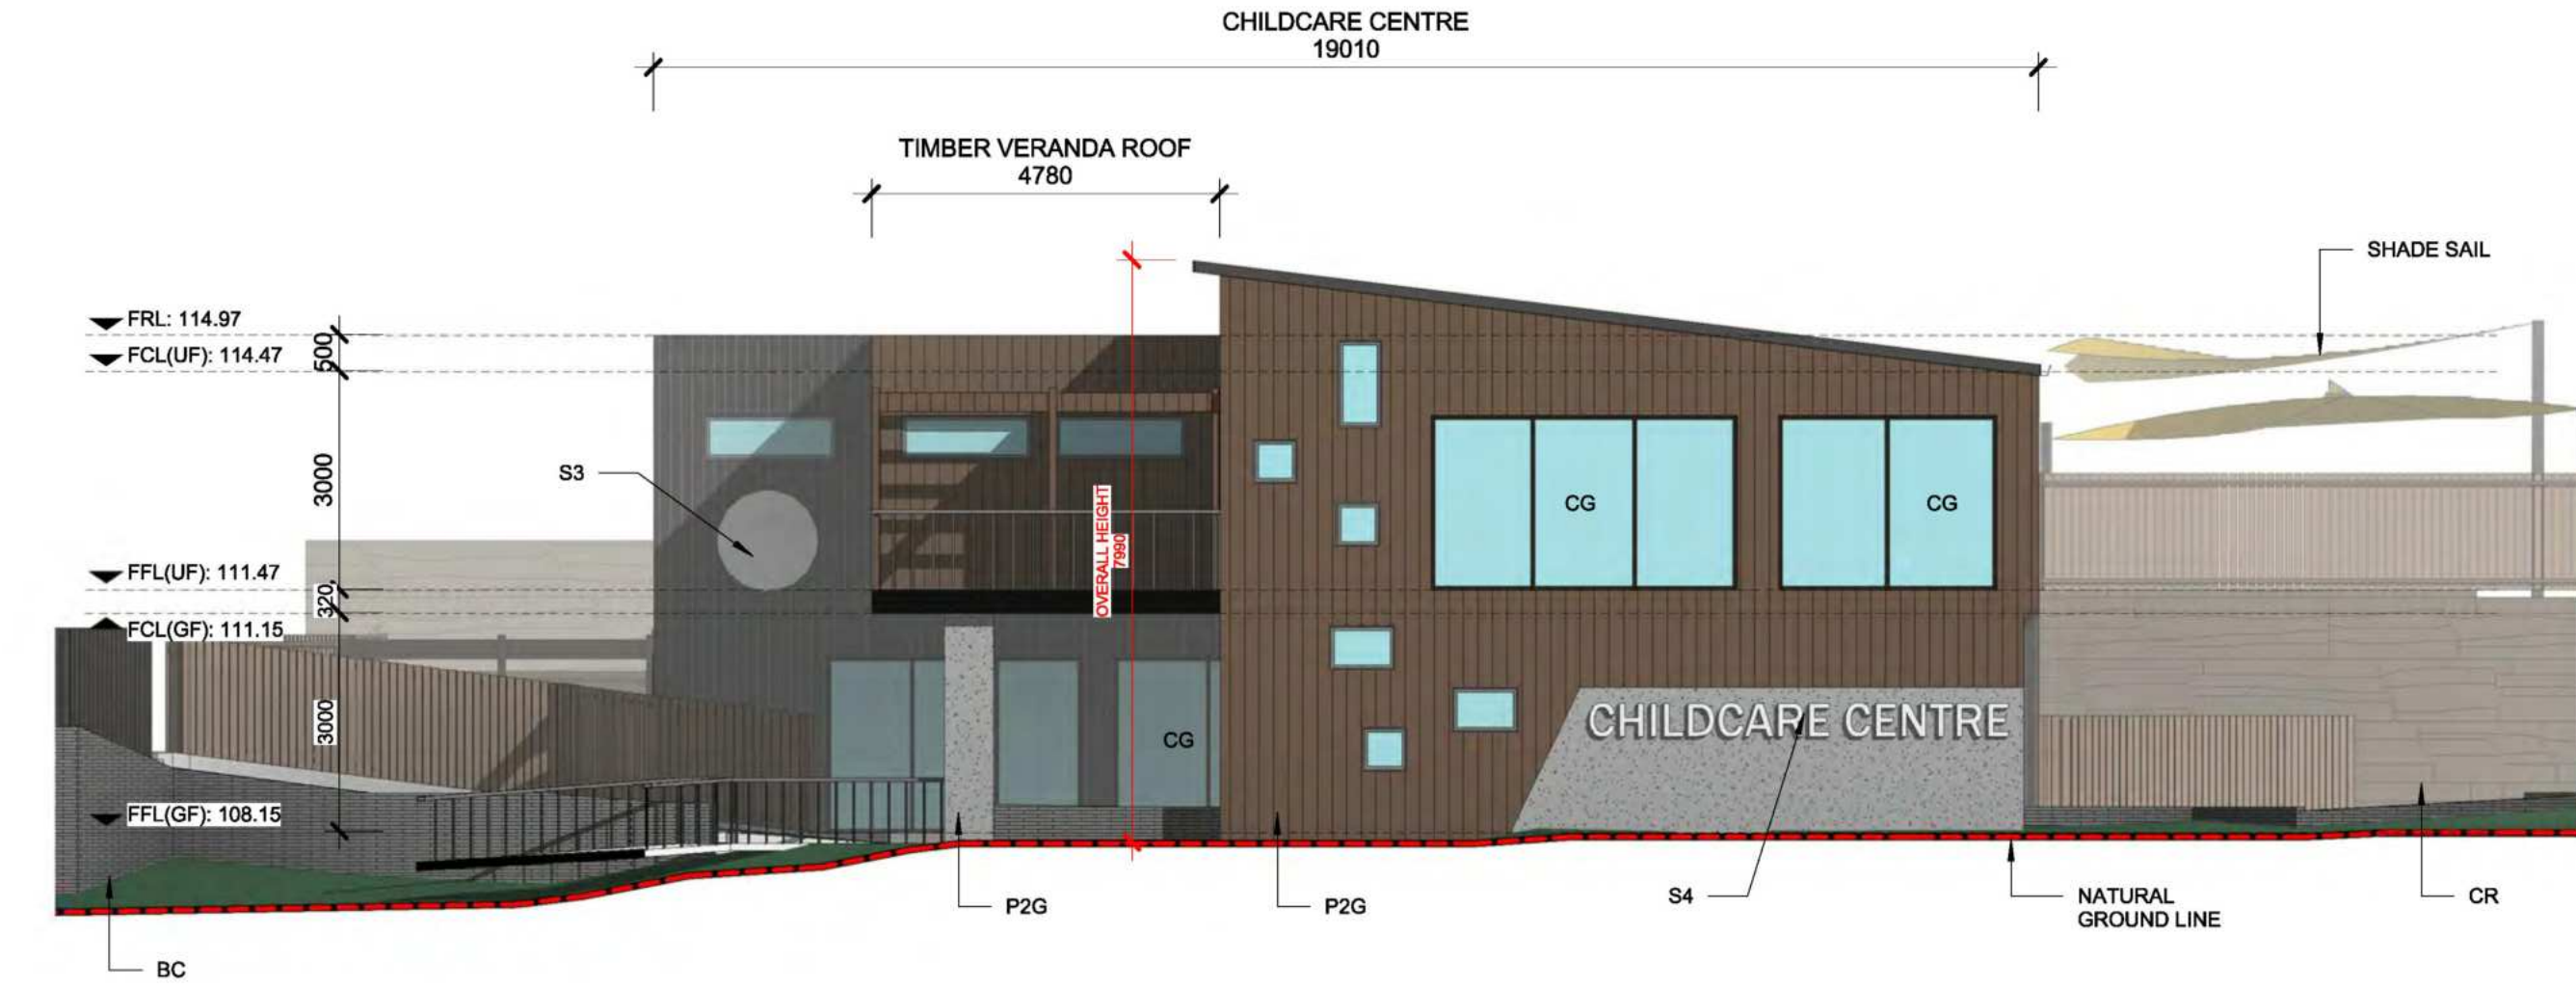 CHILDCARE CENTRE
19010
TIMBER VERANDA ROOF
4780
SHADE SAIL
FRL: 114.97
500
FCL(UF): 114.47
3000
S3
CG
CG
OVERALL HEIGHT
7990
FFL(UF): 111.47
320
FCL(GF): 111.15
3000
CG
CHILDCARE CENTRE
FFL(GF): 108.15
P2G
P2G
S4
NATURAL
GROUND LINE
CR
BC